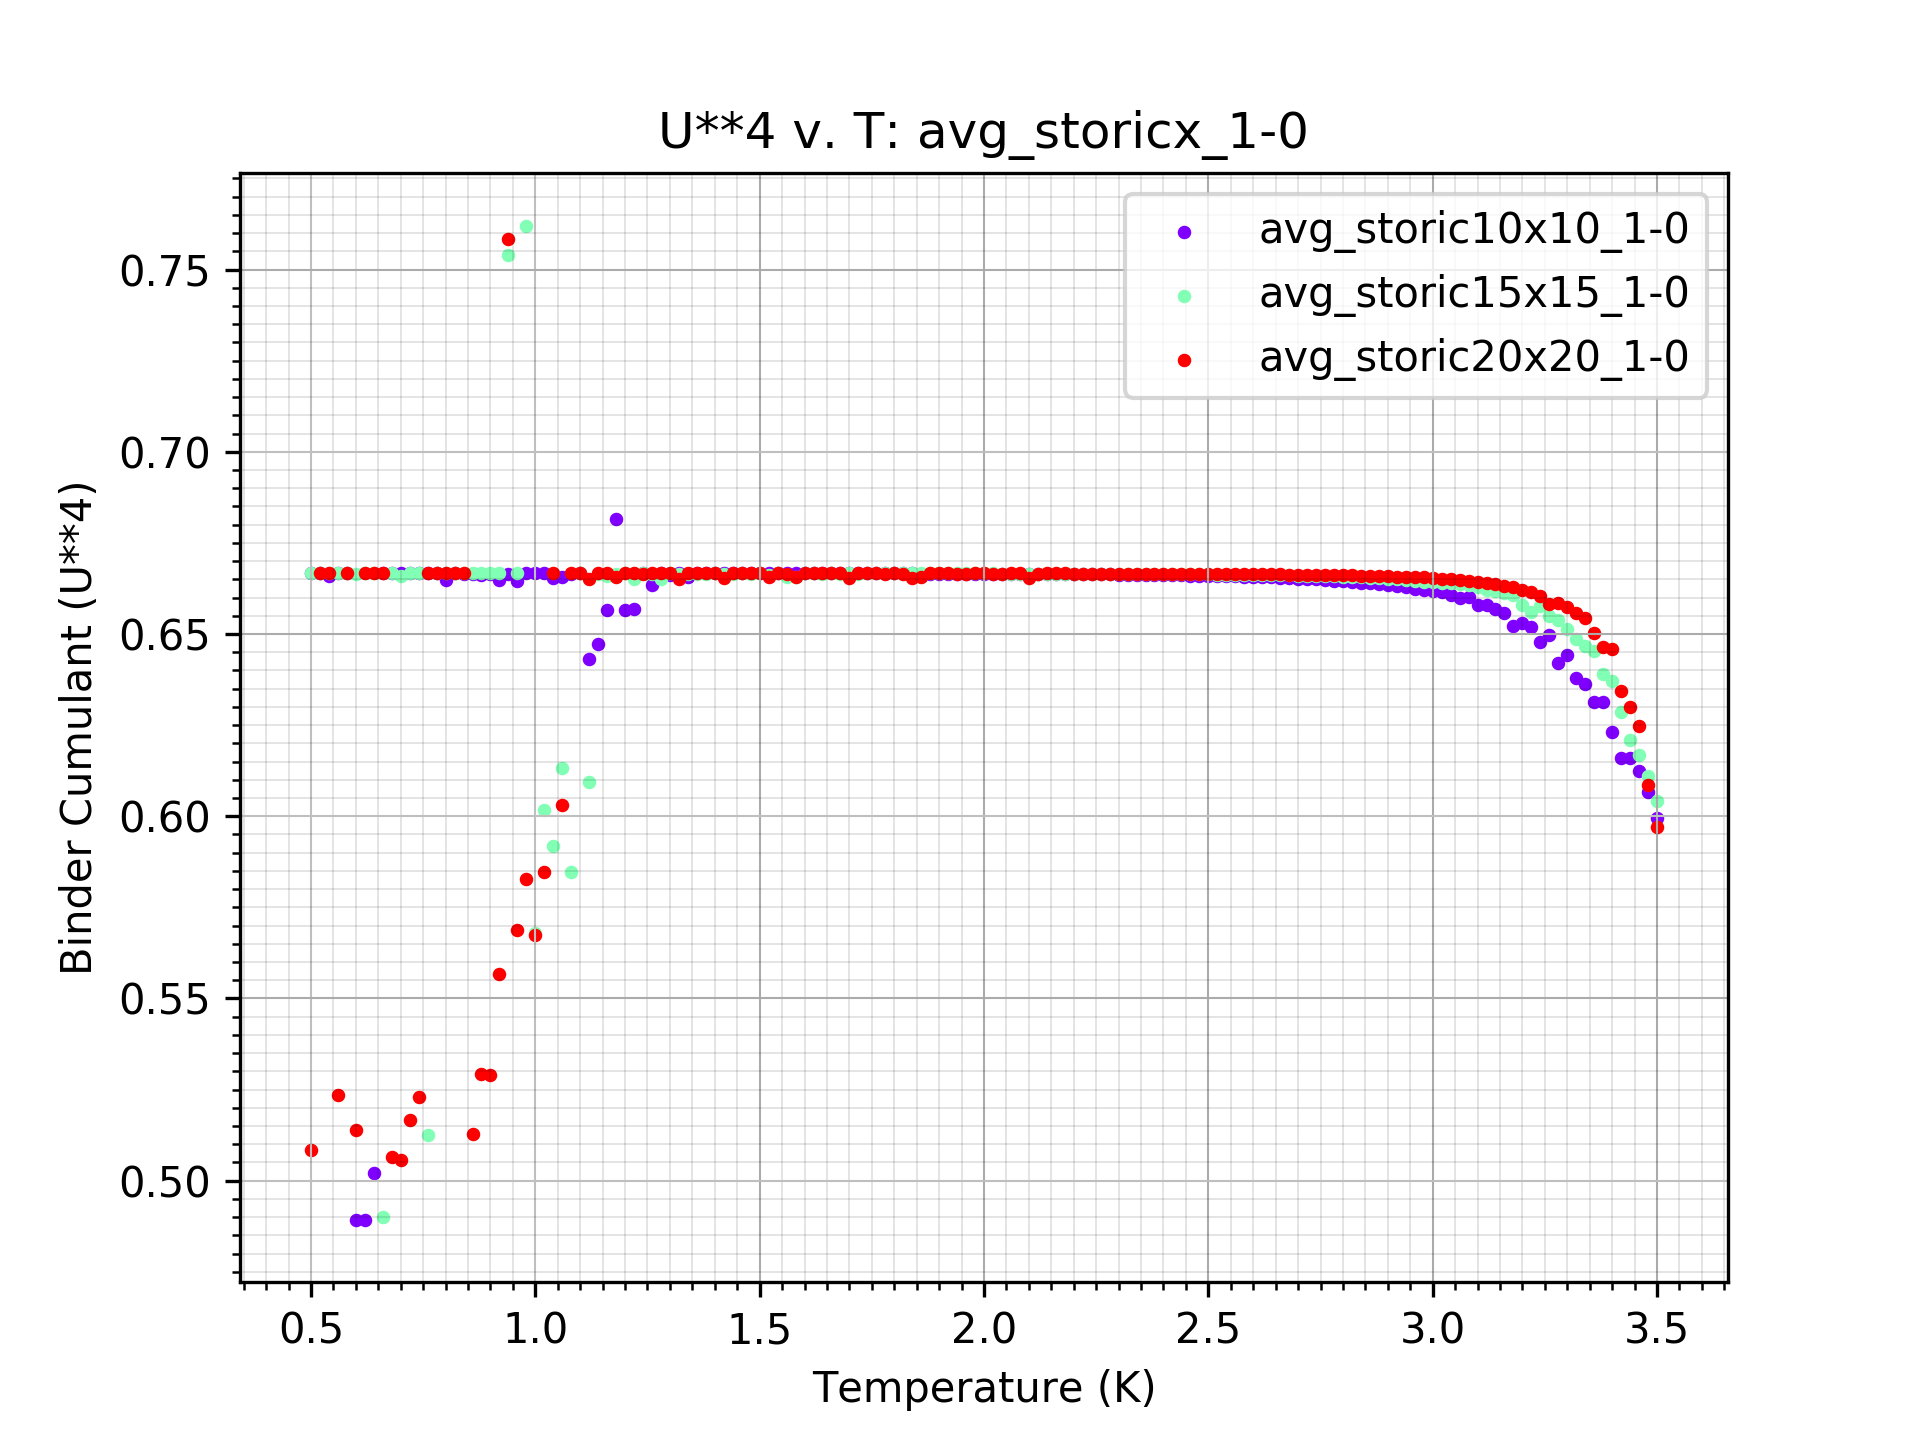 U**4 v. T: avg_storicx_1-0
avg_storic10x10_1-0
avg_storic15x15_1-0
avg_storic20x20_1-0
Binder Cumulant (U**4)
0.75
0.70
0.65
0.60
0.55
0.50
0.5 1.0 1.5 2.0 2.5 3.0 3.5
Temperature (K)